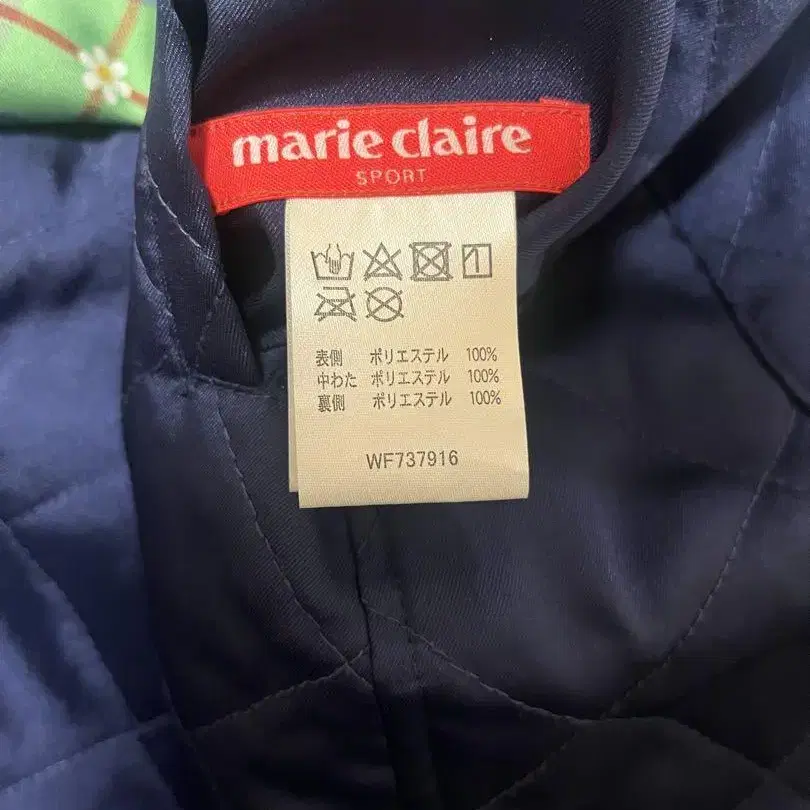 marie claire
SPORT
表側 ポリエステル 100%
中わた ポリエステル 100%
裏側 ポリエステル 100%
WF737916